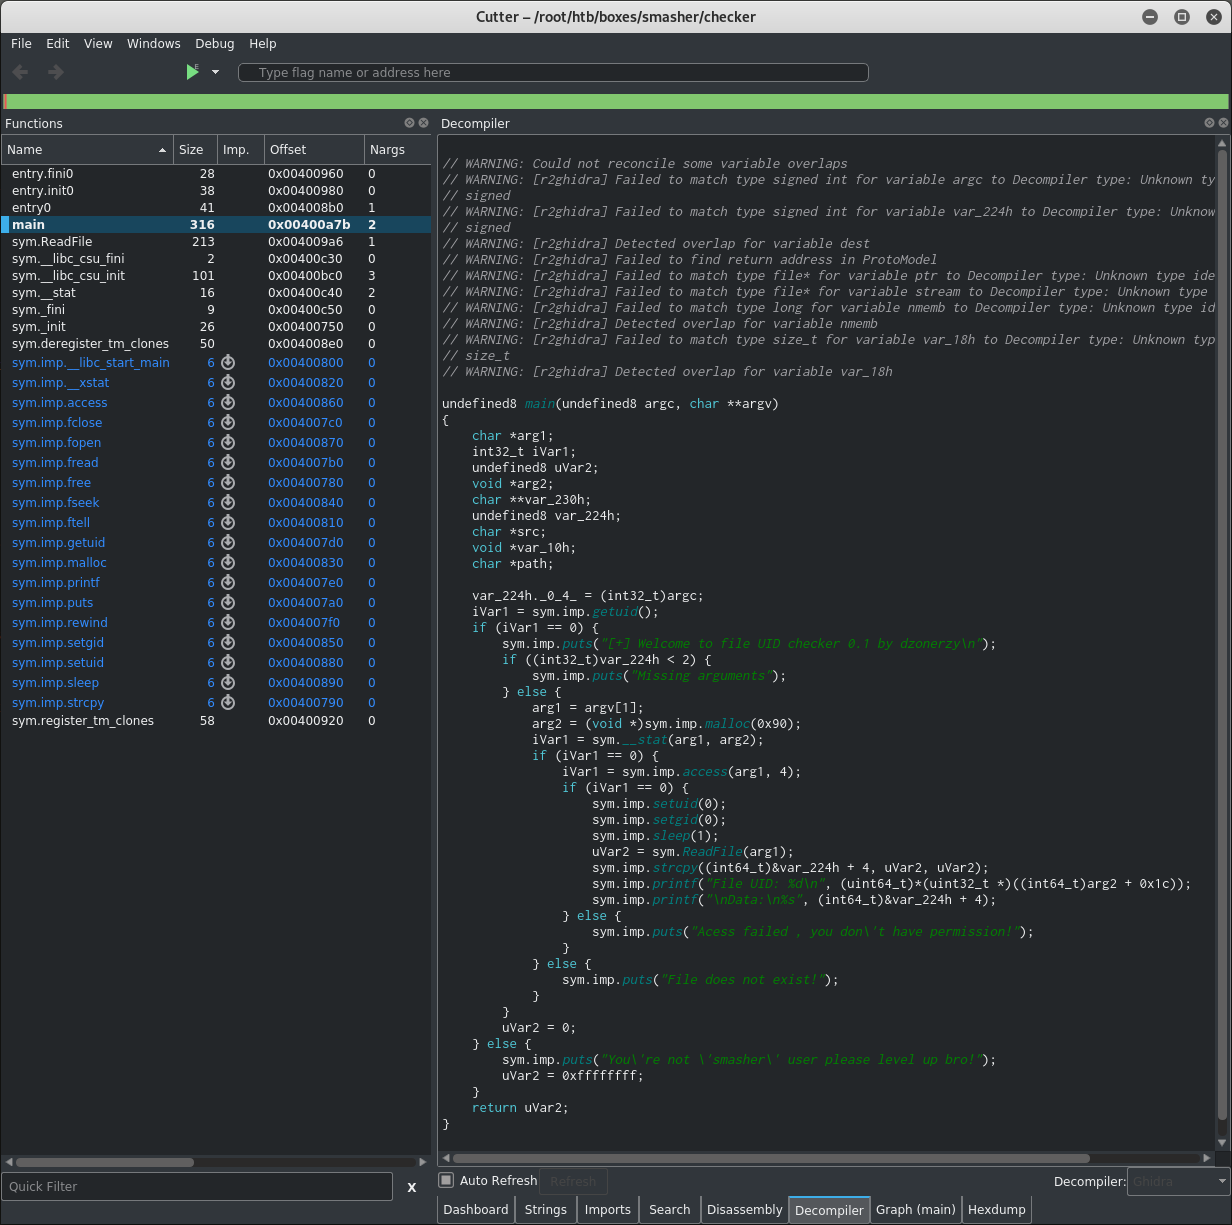 Cutter – /root/htb/boxes/smasher/checker
File Edit View Windows Debug Help
E
Type flag name or address here
Functions
Name Size Imp. Offset Nargs
entry.fini0 28 0x00400960 0
entry.init0 38 0x00400980 0
entry0 41 0x004008b0 1
main 316 0x00400a7b 2
sym.ReadFile 213 0x004009a6 1
sym.__libc_csu_fini 2 0x00400c30 0
sym.__libc_csu_init 101 0x00400bc0 3
sym.__stat 16 0x00400c40 2
sym._fini 9 0x00400c50 0
sym._init 26 0x00400750 0
sym.deregister_tm_clones 50 0x004008e0 0
sym.imp.__libc_start_main 6 0x00400800 0
sym.imp.__xstat 6 0x00400820 0
sym.imp.access 6 0x00400860 0
sym.imp.fclose 6 0x004007c0 0
sym.imp.fopen 6 0x00400870 0
sym.imp.fread 6 0x004007b0 0
sym.imp.free 6 0x00400780 0
sym.imp.fseek 6 0x00400840 0
sym.imp.ftell 6 0x00400810 0
sym.imp.getuid 6 0x004007d0 0
sym.imp.malloc 6 0x00400830 0
sym.imp.printf 6 0x004007e0 0
sym.imp.puts 6 0x004007a0 0
sym.imp.rewind 6 0x004007f0 0
sym.imp.setgid 6 0x00400850 0
sym.imp.setuid 6 0x00400880 0
sym.imp.sleep 6 0x00400890 0
sym.imp.strcpy 6 0x00400790 0
sym.register_tm_clones 58 0x00400920 0
Quick Filter X
Decompiler
// WARNING: Could not reconcile some variable overlaps
// WARNING: [r2ghidra] Failed to match type signed int for variable argc to Decompiler type: Unknown ty
// signed
// WARNING: [r2ghidra] Failed to match type signed int for variable var_224h to Decompiler type: Unknow
// signed
// WARNING: [r2ghidra] Detected overlap for variable dest
// WARNING: [r2ghidra] Failed to find return address in ProtoModel
// WARNING: [r2ghidra] Failed to match type file* for variable ptr to Decompiler type: Unknown type ide
// WARNING: [r2ghidra] Failed to match type file* for variable stream to Decompiler type: Unknown type
// WARNING: [r2ghidra] Failed to match type long for variable nmemb to Decompiler type: Unknown type id
// WARNING: [r2ghidra] Detected overlap for variable nmemb
// WARNING: [r2ghidra] Failed to match type size_t for variable var_18h to Decompiler type: Unknown typ
// size_t
// WARNING: [r2ghidra] Detected overlap for variable var_18h
undefined8 main(undefined8 argc, char **argv)
{
char *arg1;
int32_t iVar1;
undefined8 uVar2;
void *arg2;
char **var_230h;
undefined8 var_224h;
char *src;
void *var_10h;
char *path;
var_224h._0_4_ = (int32_t)argc;
iVar1 = sym.imp.getuid();
if (iVar1 == 0) {
sym.imp.puts("[+] Welcome to file UID checker 0.1 by dzonerzy\n");
if ((int32_t)var_224h < 2) {
sym.imp.puts("Missing arguments");
} else {
arg1 = argv[1];
arg2 = (void *)sym.imp.malloc(0x90);
iVar1 = sym.__stat(arg1, arg2);
if (iVar1 == 0) {
iVar1 = sym.imp.access(arg1, 4);
if (iVar1 == 0) {
sym.imp.setuid(0);
sym.imp.setgid(0);
sym.imp.sleep(1);
uVar2 = sym.ReadFile(arg1);
sym.imp.strcpy((int64_t)&var_224h + 4, uVar2, uVar2);
sym.imp.printf("File UID: %d\n", (uint64_t)*(uint32_t *)((int64_t)arg2 + 0x1c));
sym.imp.printf("\nData:\n%s", (int64_t)&var_224h + 4);
} else {
sym.imp.puts("Acess failed , you don\'t have permission!");
}
} else {
sym.imp.puts("File does not exist!");
}
}
uVar2 = 0;
} else {
sym.imp.puts("You\'re not \'smasher\' user please level up bro!");
uVar2 = 0xffffffff;
}
return uVar2;
}
Auto Refresh Refresh Decompiler: Ghidra
Dashboard Strings Imports Search Disassembly Decompiler Graph (main) Hexdump